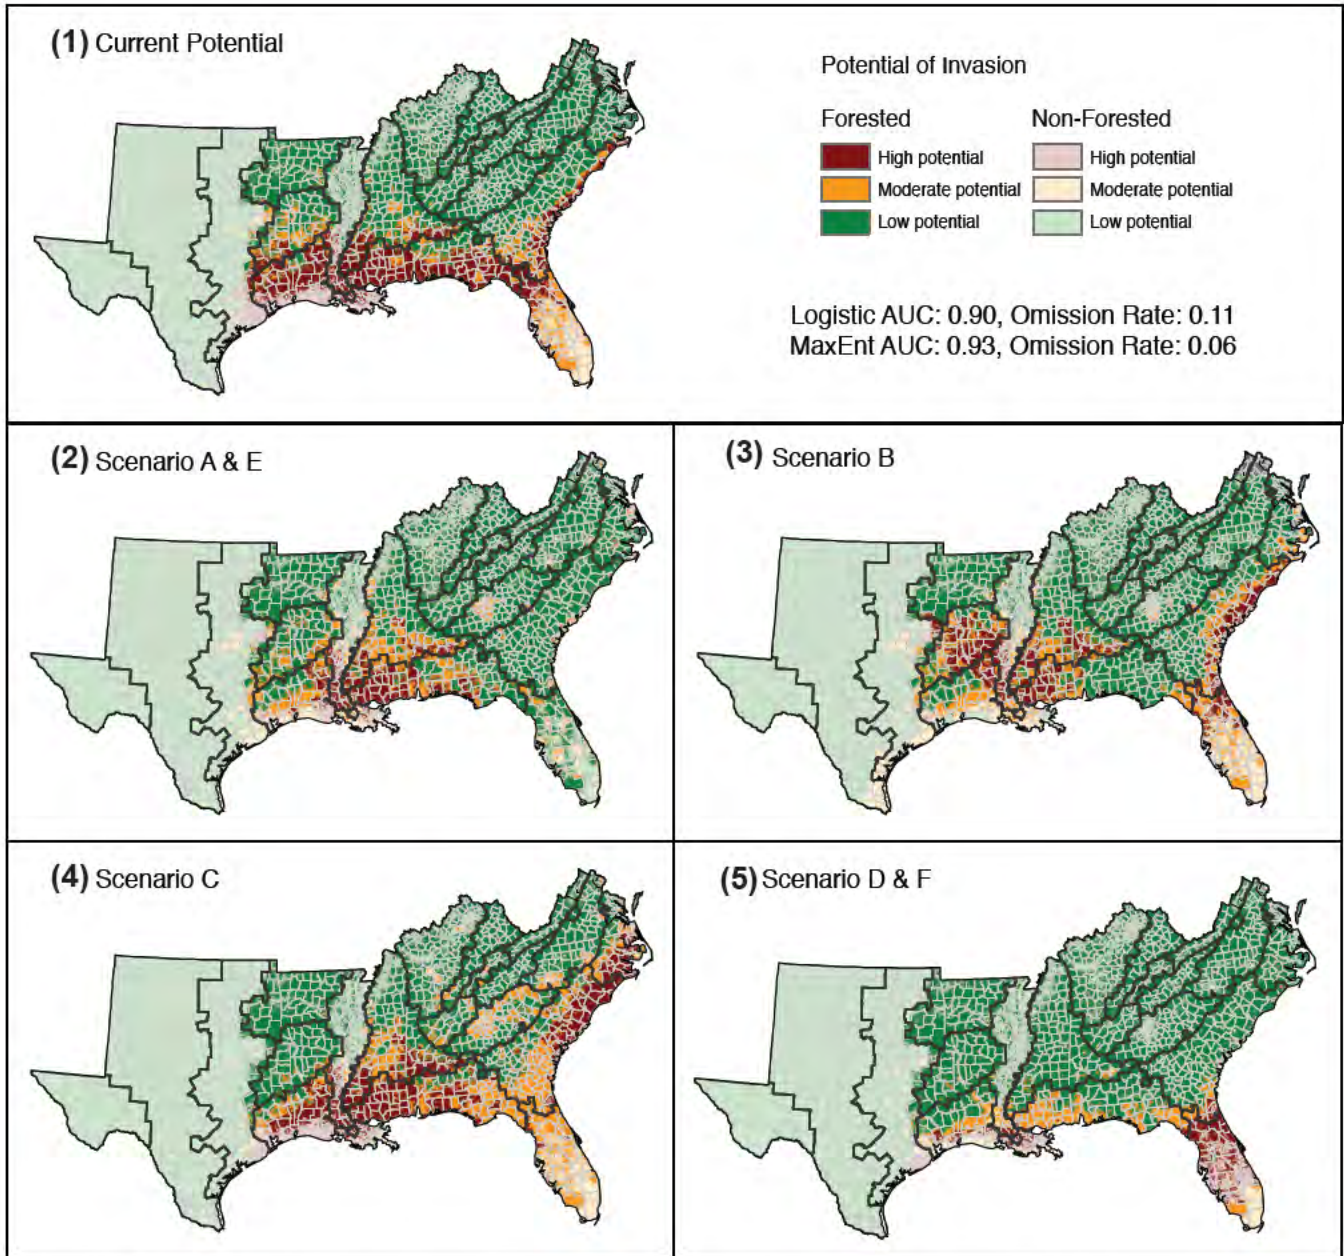 (1) Current Potential
Potential of Invasion
Forested
Non-Forested
High potential
High potential
Moderate potential
Moderate potential
Low potential
Low potential
Logistic AUC: 0.90, Omission Rate: 0.11
MaxEnt AUC: 0.93, Omission Rate: 0.06
(2) Scenario A & E
(3) Scenario B
(4) Scenario C
(5) Scenario D & F